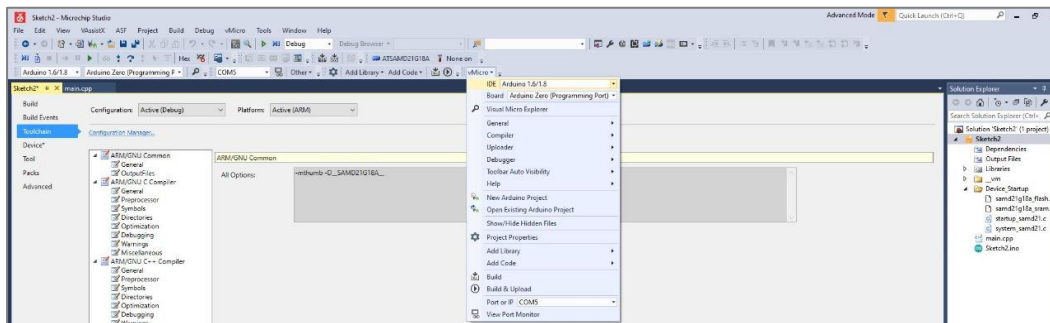 Sketch2 - Microchip Studio
Advanced Mode
Quick Launch (Ctrl+Q)
File Edit View VAssistX ASF Project Build Debug vMicro Tools Window Help
Debug
Debug Browser
Hex
ATSAMD21G18A
None on
Arduino 1.6/1.8
Arduino Zero (Programming P
COM5
Other
Add Library
Add Code
vMicro
Sketch2*
main.cpp
Build
Build Events
Toolchain
Device*
Tool
Packs
Advanced
Configuration: Active (Debug)
Platform: Active (ARM)
Configuration Manager...
ARM/GNU Common
General
OutputFiles
ARM/GNU C Compiler
General
Preprocessor
Symbols
Directories
Optimization
Debugging
Warnings
Miscellaneous
ARM/GNU C++ Compiler
General
Preprocessor
Symbols
Directories
Optimization
Debugging
ARM/GNU Common
All Options:
-mthumb -D__SAMD21G18A__
IDE Arduino 1.6/1.8
Board Arduino Zero (Programming Port)
Visual Micro Explorer
General
Compiler
Uploader
Debugger
Toolbar Auto Visibility
Help
New Arduino Project
Open Existing Arduino Project
Show/Hide Hidden Files
Project Properties
Add Library
Add Code
Build
Build & Upload
Port or IP COM5
View Port Monitor
Solution Explorer
Search Solution Explorer (Ctrl+
Solution 'Sketch2' (1 project)
Sketch2
Dependencies
Output Files
Libraries
_vm
Device_Startup
samd21g18a_flash.
samd21g18a_sram.
startup_samd21.c
system_samd21.c
main.cpp
Sketch2.ino